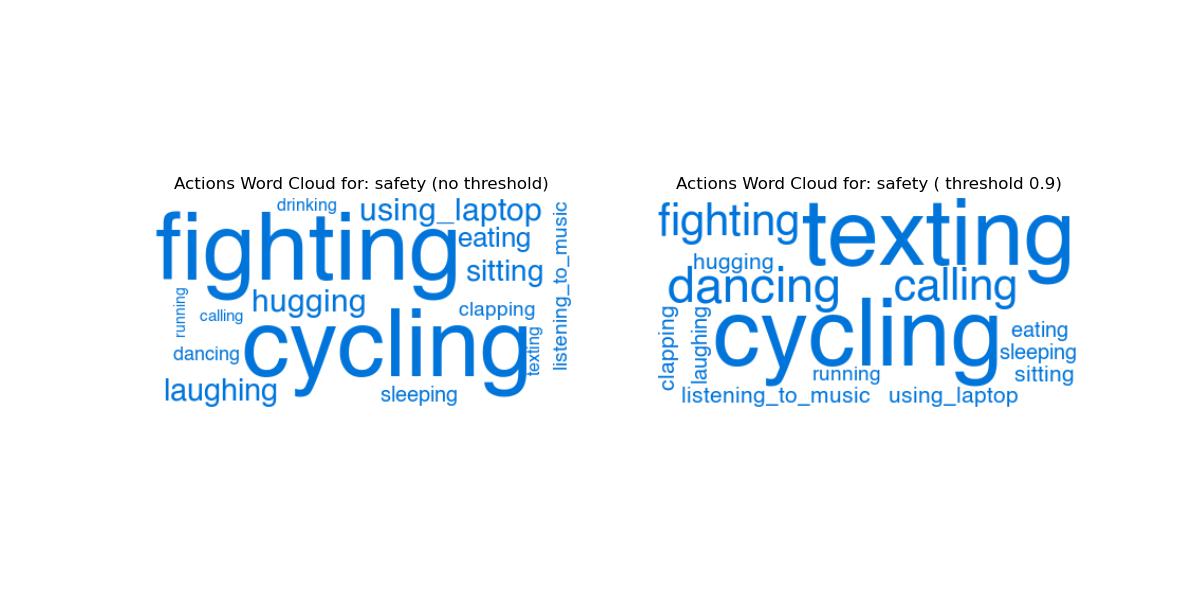 Actions Word Cloud for: safety (no threshold)
drinking
using_laptop
fighting
eating
sitting
listening_to_music
running
hugging
calling
clapping
cycling
texting
dancing
laughing
sleeping
Actions Word Cloud for: safety ( threshold 0.9)
fighting
texting
hugging
dancing
calling
clapping
laughing
cycling
eating
sleeping
running
sitting
listening_to_music
using_laptop